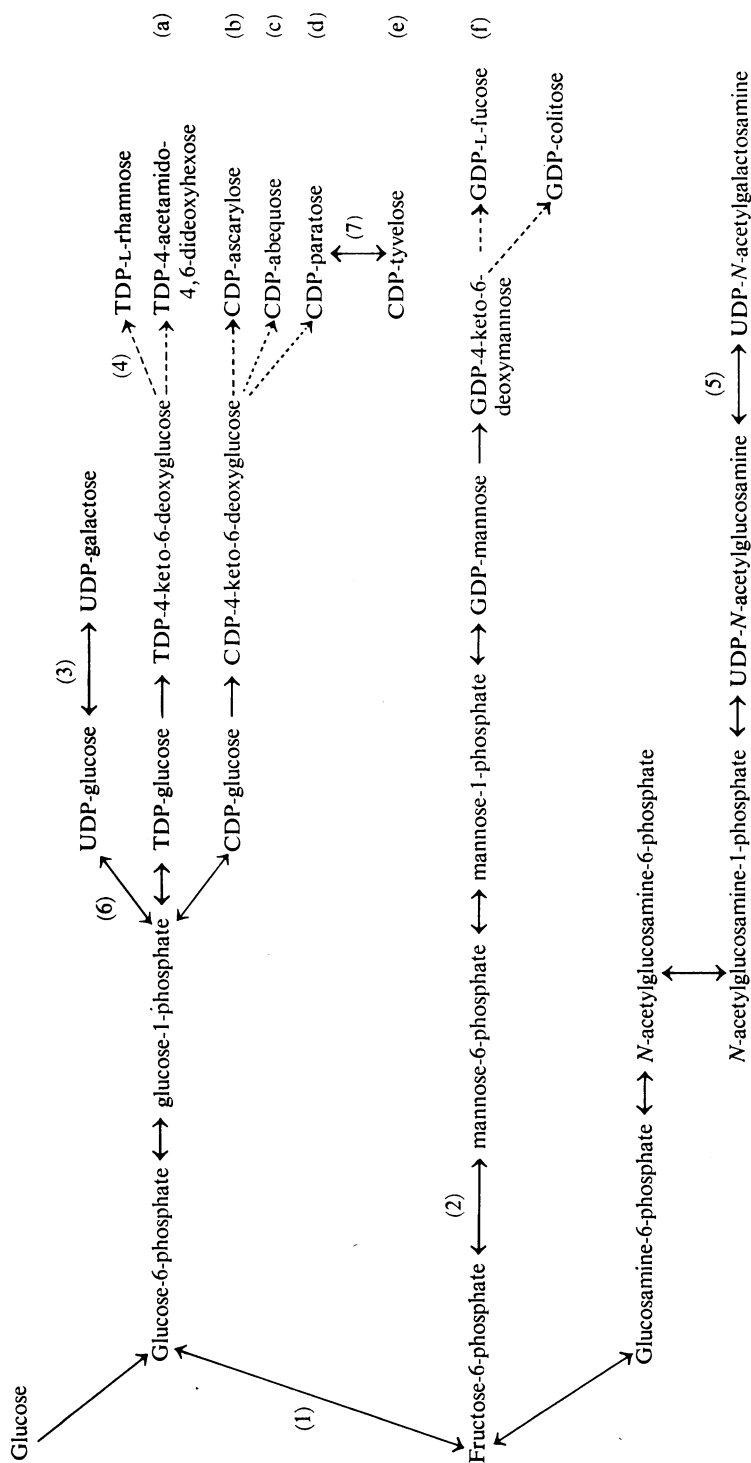 Glucose
Glucose-6-phosphate
glucose-1-phosphate
(6)
UDP-glucose
(3)
UDP-galactose
TDP-glucose
TDP-4-keto-6-deoxyglucose
(4)
TDP-L-rhamnose
TDP-4-acetamido-
4,6-dideoxyhexose
(a)
CDP-glucose
CDP-4-keto-6-deoxyglucose
CDP-ascarylose
(b)
CDP-abequose
(c)
CDP-paratose
(d)
(7)
CDP-tyvelose
(e)
(1)
Fructose-6-phosphate
(2)
mannose-6-phosphate
mannose-1-phosphate
GDP-mannose
GDP-4-keto-6-
deoxymannose
GDP-L-fucose
(f)
GDP-colitose
Glucosamine-6-phosphate
N-acetylglucosamine-6-phosphate
N-acetylglucosamine-1-phosphate
UDP-N-acetylglucosamine
(5)
UDP-N-acetylgalactosamine